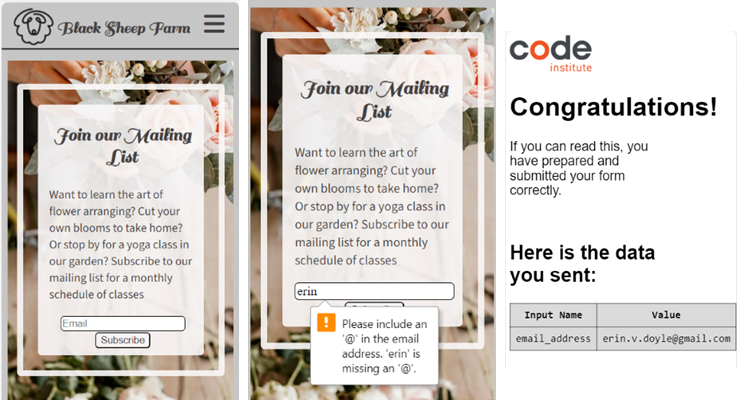 Black Sheep Farm
Join our Mailing
List
Want to learn the art of
flower arranging? Cut your
own blooms to take home?
Or stop by for a yoga class in
our garden? Subscribe to our
mailing list for a monthly
schedule of classes
Email
Subscribe
Join our Mailing
List
Want to learn the art of
flower arranging? Cut your
own blooms to take home?
Or stop by for a yoga class in
our garden? Subscribe to our
mailing list for a monthly
schedule of classes
erin
Please include an
'@' in the email
address. 'erin' is
missing an '@'.
code
institute
Congratulations!
If you can read this, you
have prepared and
submitted your form
correctly.
Here is the data
you sent:
Input Name Value
email_address erin.v.doyle@gmail.com